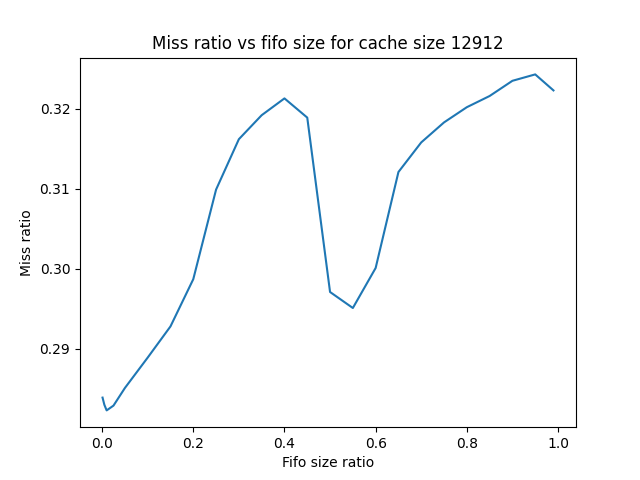 Miss ratio vs fifo size for cache size 12912
0.32
0.31
0.30
0.29
Miss ratio
0.0 0.2 0.4 0.6 0.8 1.0
Fifo size ratio